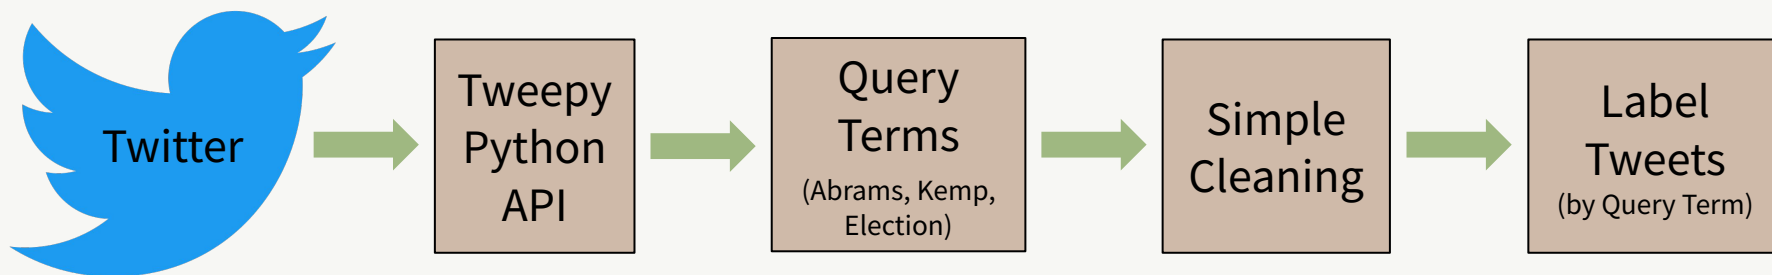 Twitter
Tweepy
Python
API
Query
Terms
(Abrams, Kemp,
Election)
Simple
Cleaning
Label
Tweets
(by Query Term)